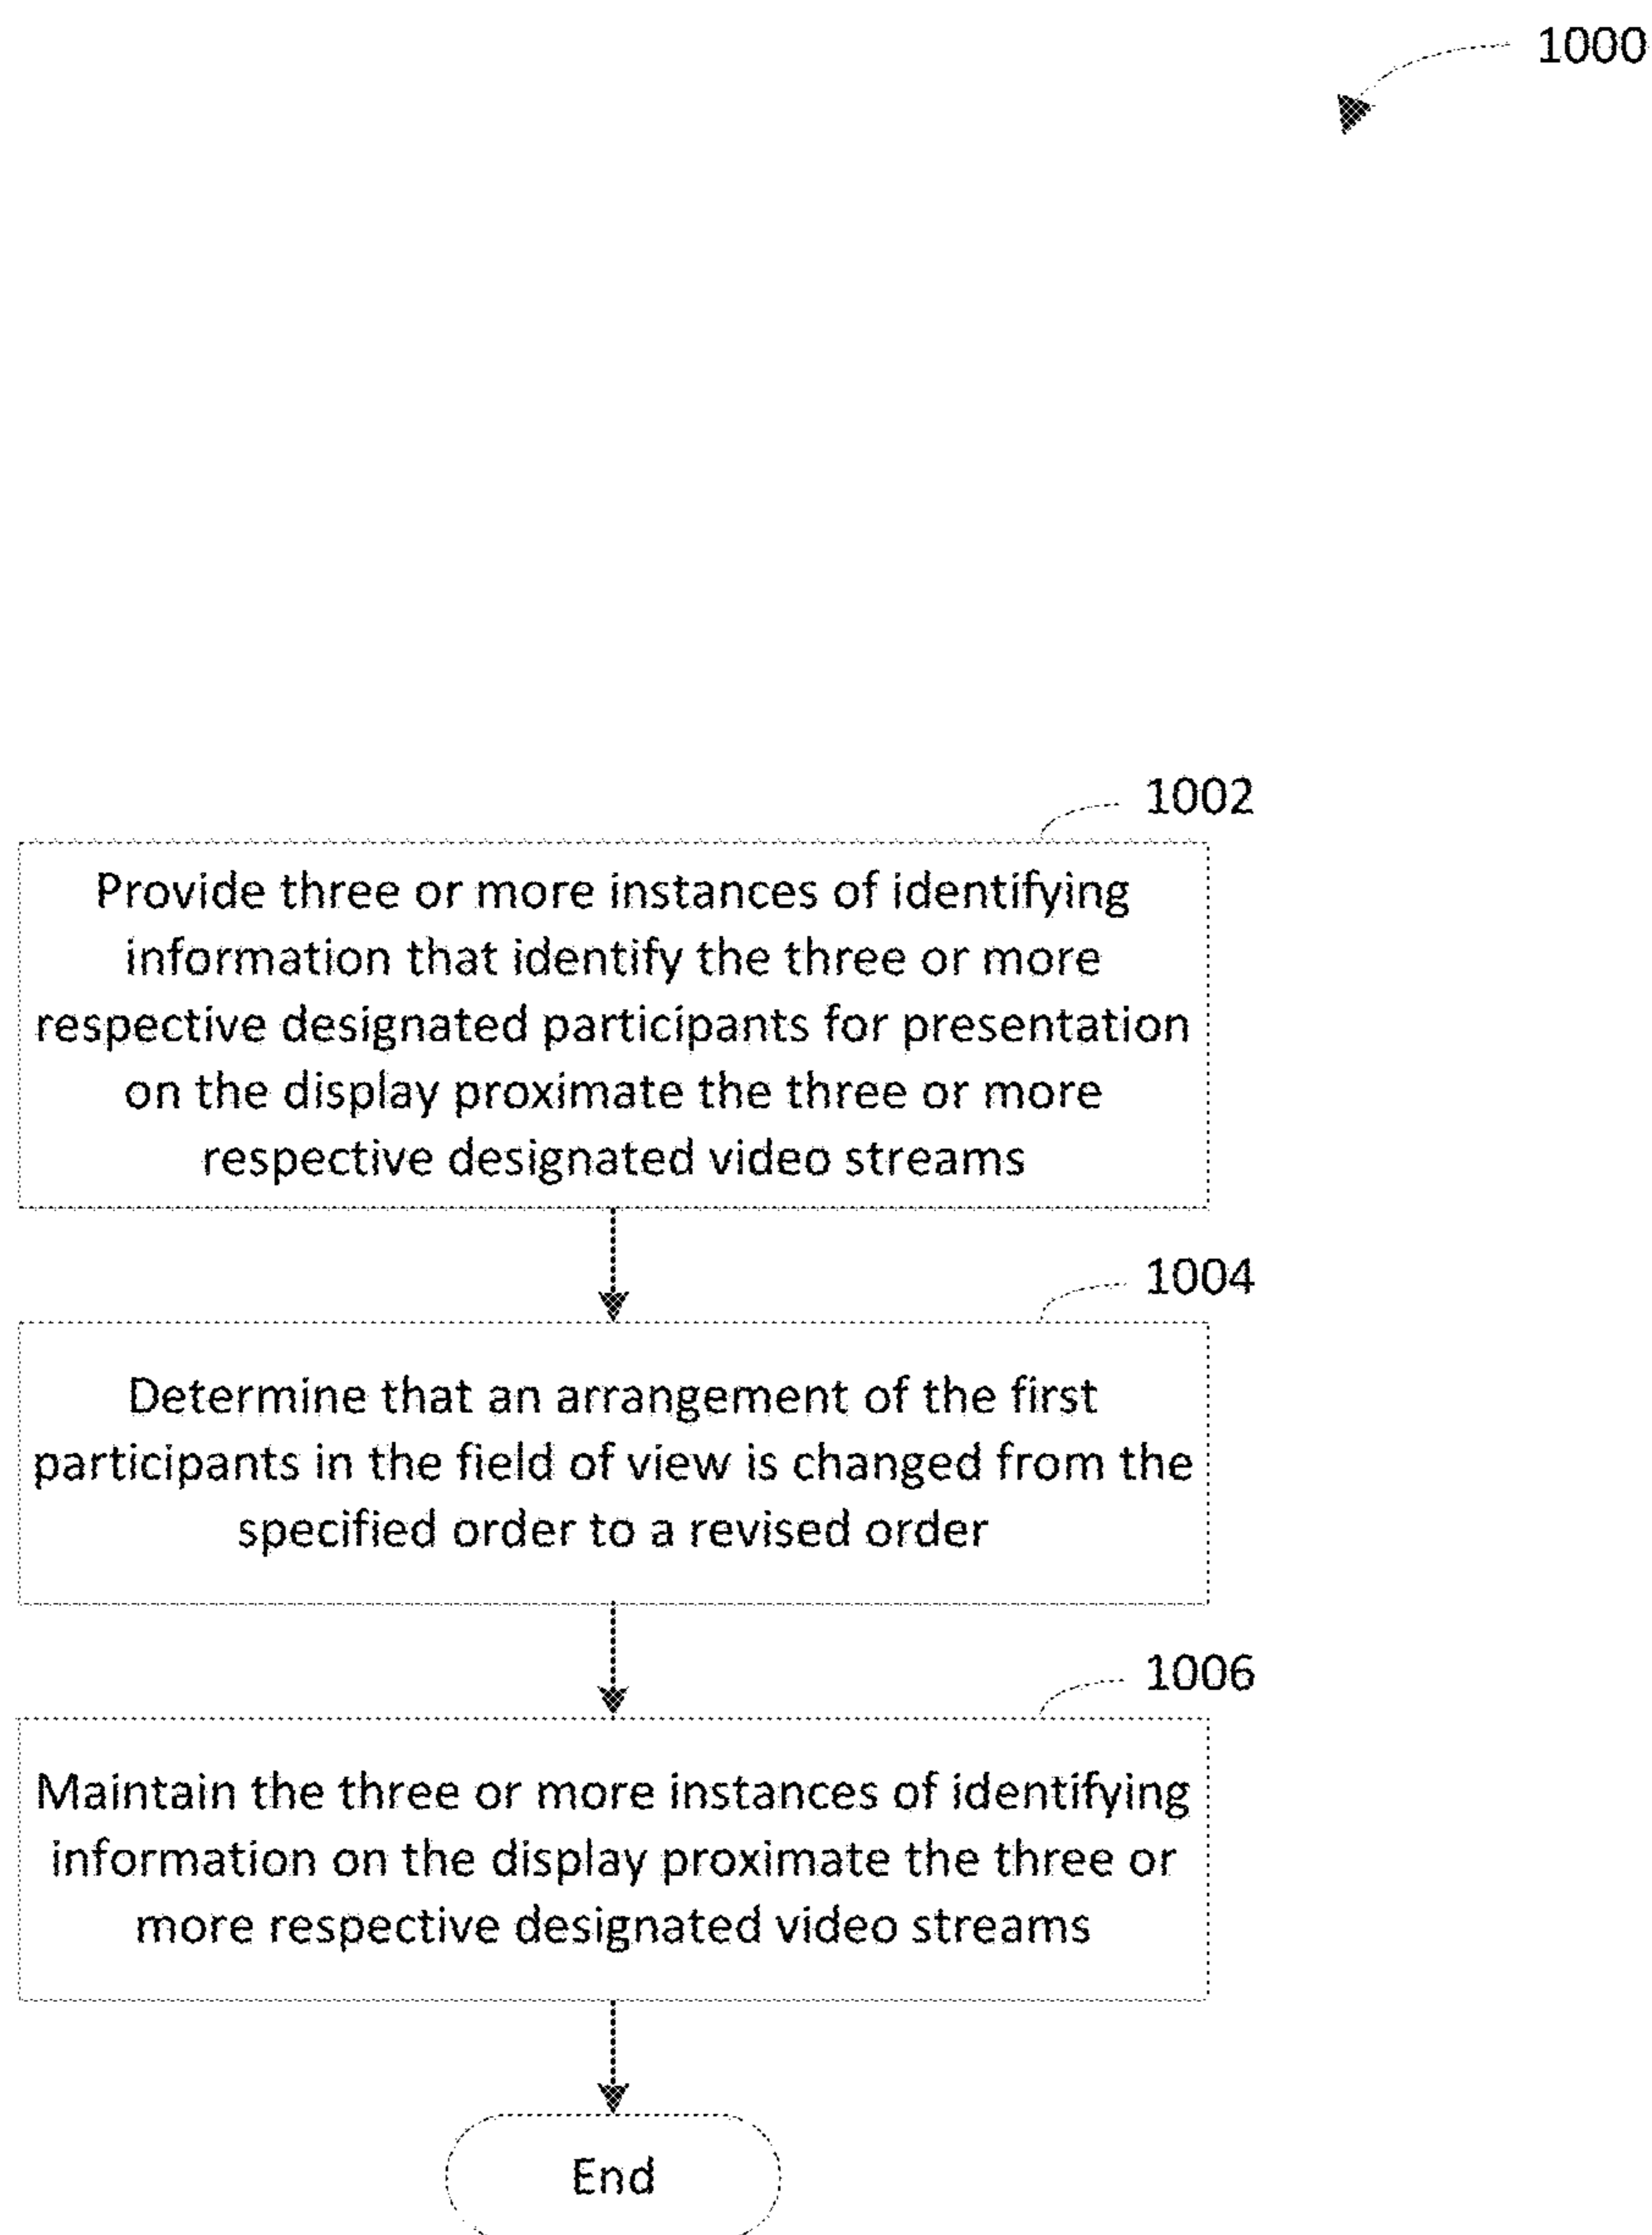 1000
1002
Provide three or more instances of identifying
information that identify the three or more
respective designated participants for presentation
on the display proximate the three or more
respective designated video streams
1004
Determine that an arrangement of the first
participants in the field of view is changed from the
specified order to a revised order
1006
Maintain the three or more instances of identifying
information on the display proximate the three or
more respective designated video streams
End